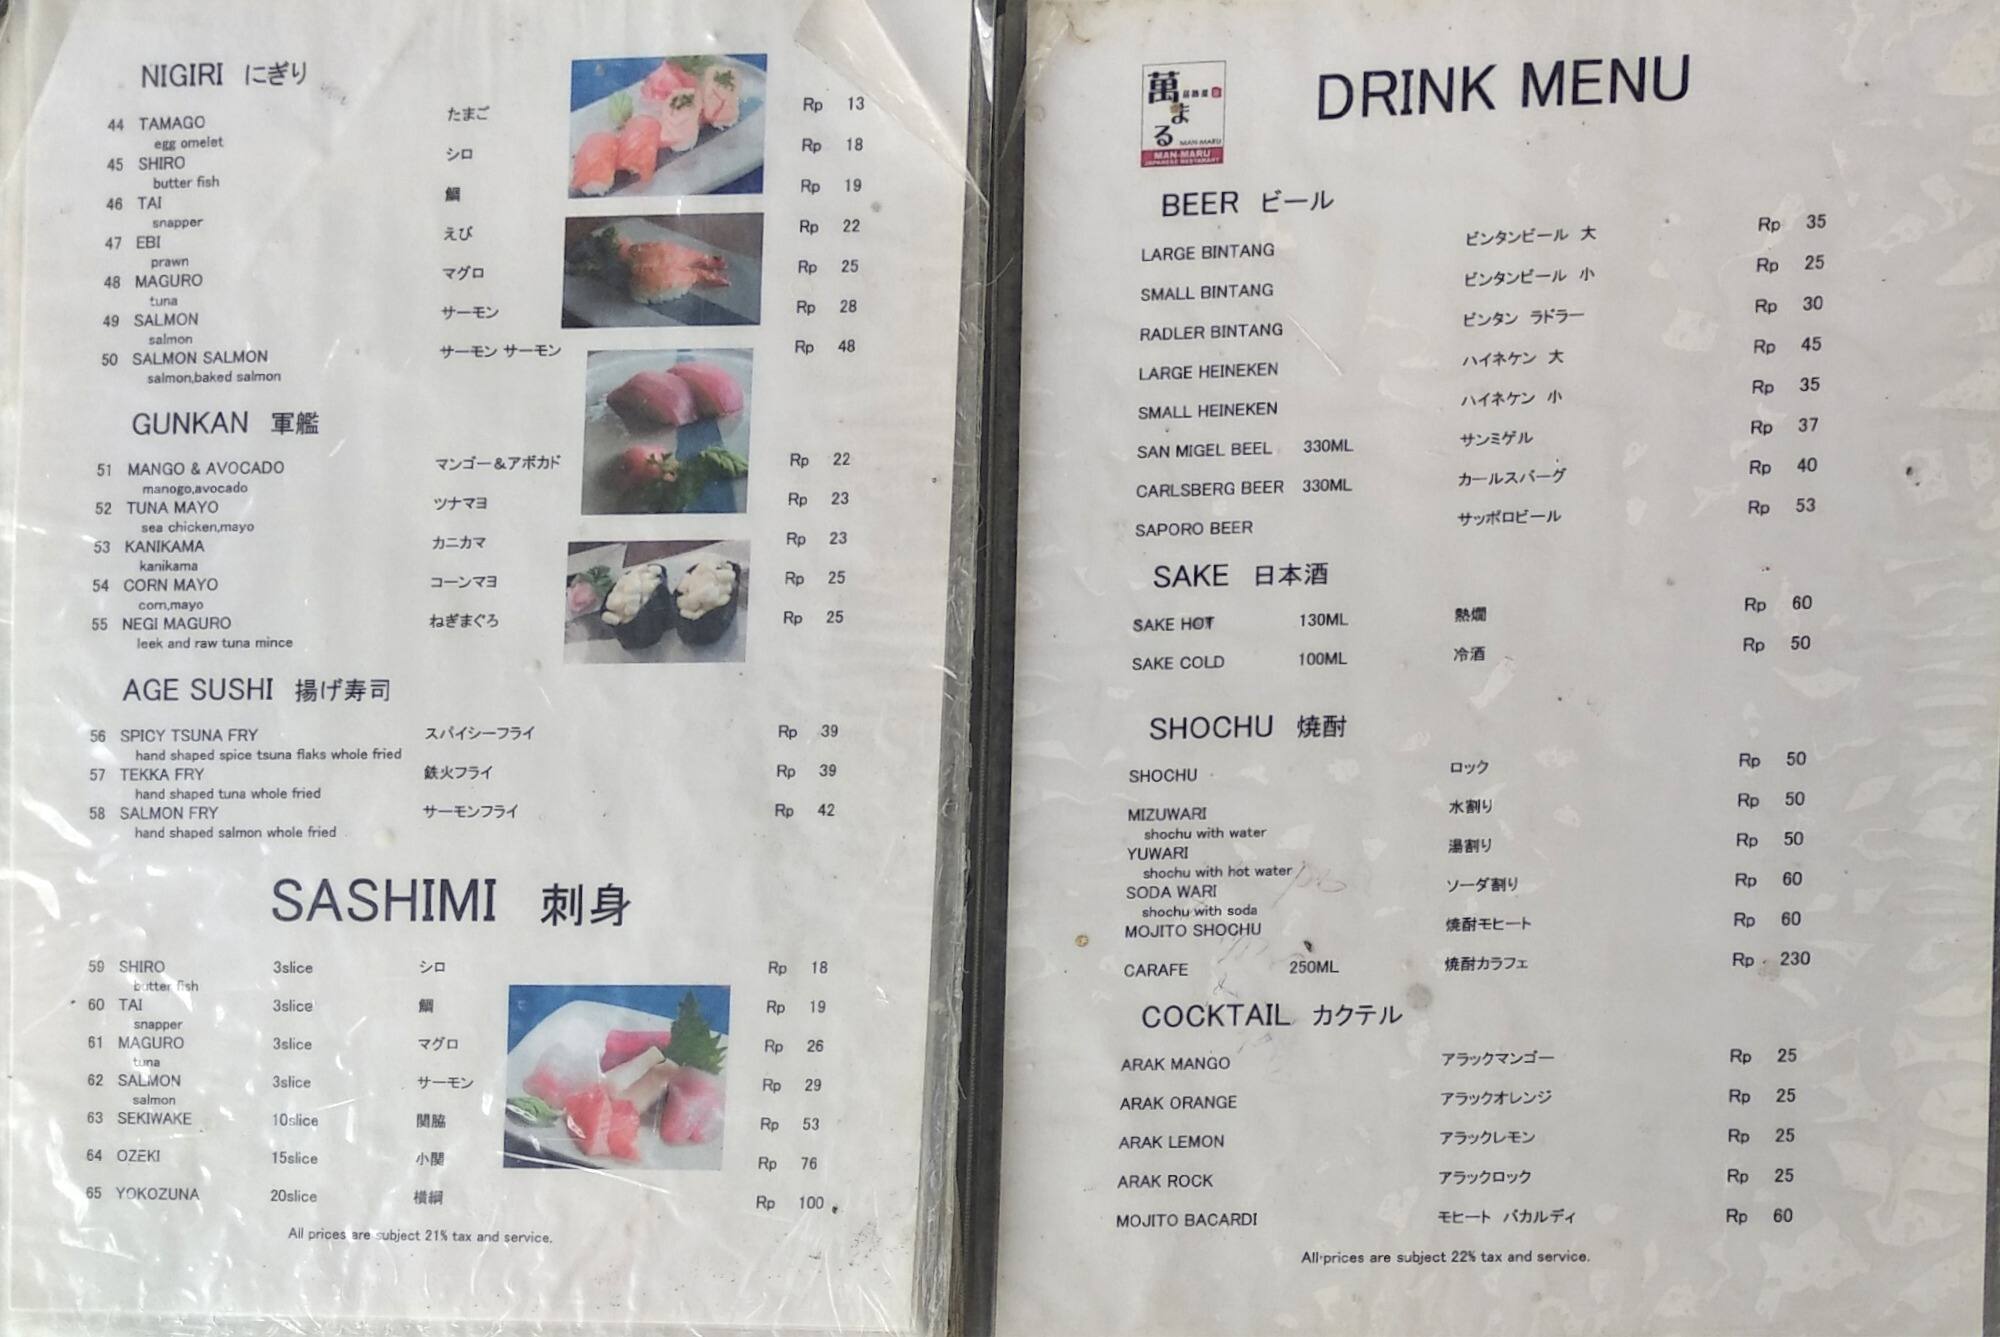 NIGIRI にぎり
44 TAMAGO たまご Rp 13
egg omelet
45 SHIRO シロ Rp 18
butter fish
46 TAI 鯛 Rp 19
snapper
47 EBI えび Rp 22
prawn
48 MAGURO マグロ Rp 25
tuna
49 SALMON サーモン Rp 28
salmon
50 SALMON SALMON サーモン サーモン Rp 48
salmon,baked salmon
GUNKAN 軍艦
51 MANGO & AVOCADO マンゴー&アボカド Rp 22
manogo,avocado
52 TUNA MAYO ツナマヨ Rp 23
sea chicken,mayo
53 KANIKAMA カニカマ Rp 23
kanikama
54 CORN MAYO コーンマヨ Rp 25
corn,mayo
55 NEGI MAGURO ねぎまぐろ Rp 25
leek and raw tuna mince
AGE SUSHI 揚げ寿司
56 SPICY TSUNA FRY スパイシーフライ Rp 39
hand shaped spice tsuna flaks whole fried
57 TEKKA FRY 鉄火フライ Rp 39
hand shaped tuna whole fried
58 SALMON FRY サーモンフライ Rp 42
hand shaped salmon whole fried
SASHIMI 刺身
59 SHIRO 3slice シロ Rp 18
butter fish
60 TAI 3slice 鯛 Rp 19
snapper
61 MAGURO 3slice マグロ Rp 26
tuna
62 SALMON 3slice サーモン Rp 29
salmon
63 SEKIWAKE 10slice 関脇 Rp 53
64 OZEKI 15slice 小関 Rp 76
65 YOKOZUNA 20slice 横綱 Rp 100
All prices are subject 21% tax and service.
萬まる
MAN-MARU
MAN-MARU
JAPANESE RESTAURANT
DRINK MENU
BEER ビール
LARGE BINTANG ビンタンビール 大 Rp 35
SMALL BINTANG ビンタンビール 小 Rp 25
RADLER BINTANG ビンタン ラドラー Rp 30
LARGE HEINEKEN ハイネケン 大 Rp 45
SMALL HEINEKEN ハイネケン 小 Rp 35
SAN MIGEL BEEL 330ML サンミゲル Rp 37
CARLSBERG BEER 330ML カールスバーグ Rp 40
SAPORO BEER サッポロビール Rp 53
SAKE 日本酒
SAKE HOT 130ML 熱燗 Rp 60
SAKE COLD 100ML 冷酒 Rp 50
SHOCHU 焼酎
SHOCHU ロック Rp 50
MIZUWARI 水割り Rp 50
shochu with water
YUWARI 湯割り Rp 50
shochu with hot water
SODA WARI ソーダ割り Rp 60
shochu with soda
MOJITO SHOCHU 焼酎モヒート Rp 60
CARAFE 250ML 焼酎カラフェ Rp 230
COCKTAIL カクテル
ARAK MANGO アラックマンゴー Rp 25
ARAK ORANGE アラックオレンジ Rp 25
ARAK LEMON アラックレモン Rp 25
ARAK ROCK アラックロック Rp 25
MOJITO BACARDI モヒート バカルディ Rp 60
All prices are subject 22% tax and service.